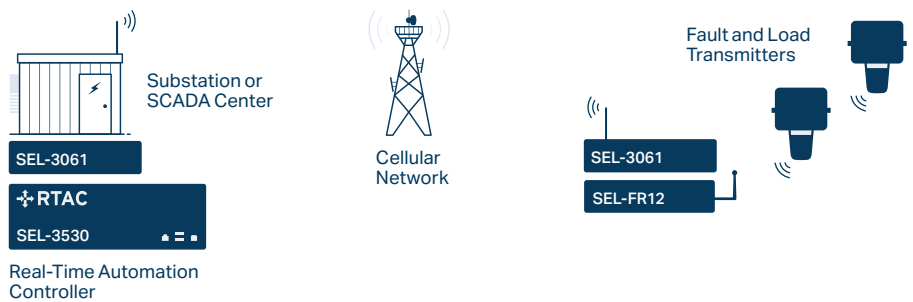 Substation or
SCADA Center
SEL-3061
RTAC
SEL-3530
Real-Time Automation
Controller
Cellular
Network
Fault and Load
Transmitters
SEL-3061
SEL-FR12